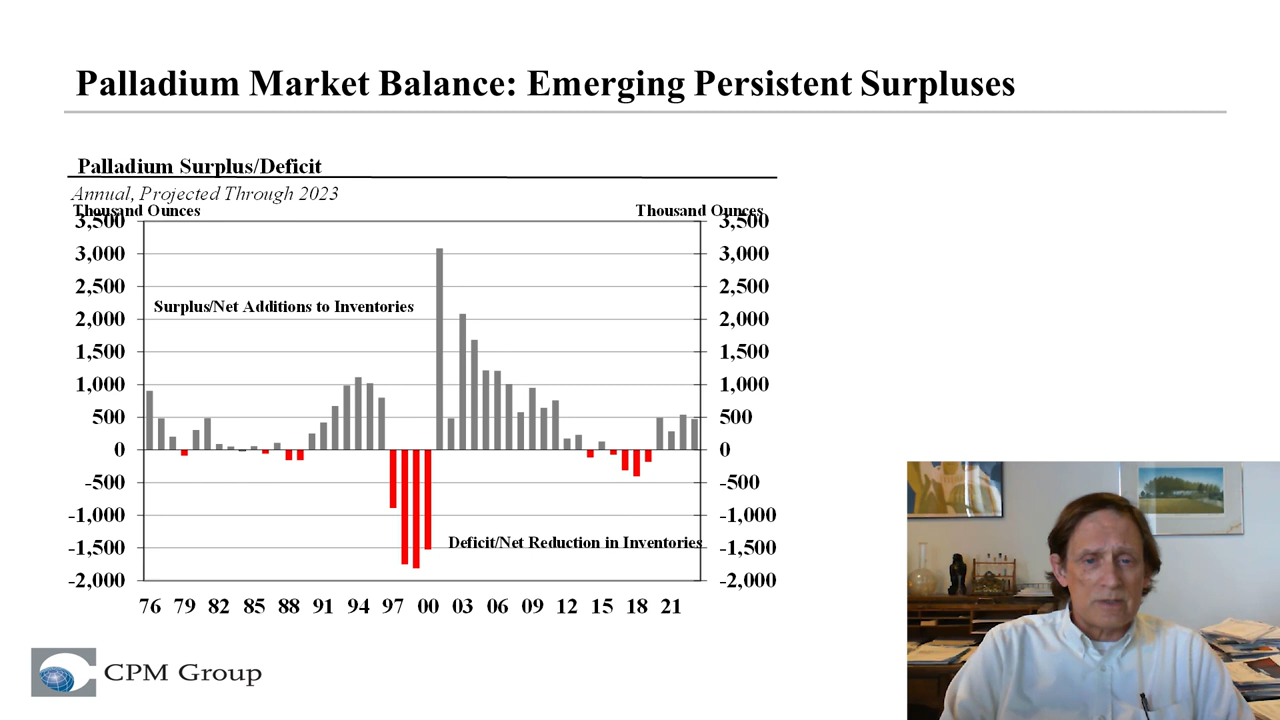 Palladium Market Balance: Emerging Persistent Surpluses
Palladium Surplus/Deficit
Annual, Projected Through 2023
Thousand Ounces Thousand Ounces
3,500 3,500
3,000 3,000
2,500 2,500
Surplus/Net Additions to Inventories
2,000 2,000
1,500 1,500
1,000 1,000
500 500
0 0
-500 -500
-1,000 -1,000
Deficit/Net Reduction in Inventories
-1,500 -1,500
-2,000 -2,000
76 79 82 85 88 91 94 97 00 03 06 09 12 15 18 21
CPM Group